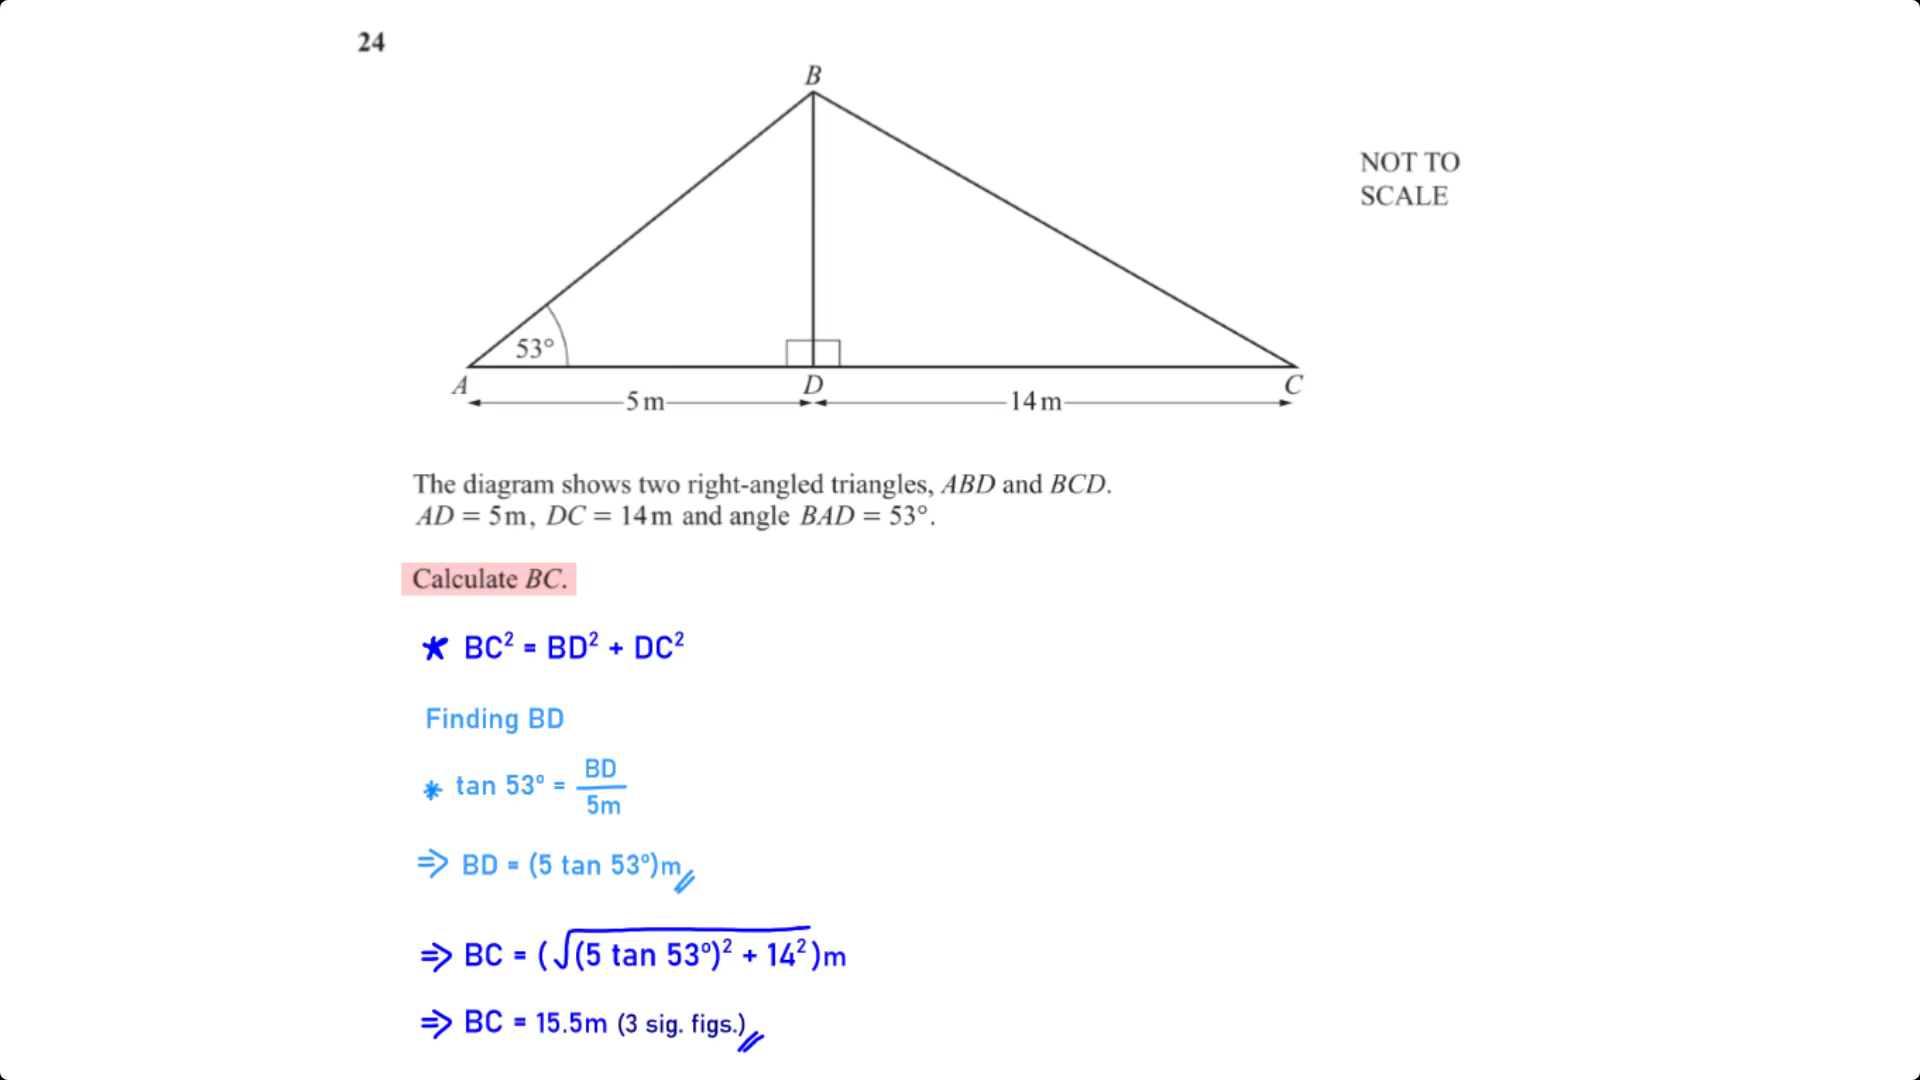 24
B
NOT TO
SCALE
53°
A
D
C
5 m
14 m
The diagram shows two right-angled triangles, ABD and BCD.
AD = 5 m, DC = 14 m and angle BAD = 53°.
Calculate BC.
* BC² = BD² + DC²
Finding BD
* tan 53° = BD/5m
⇒ BD = (5 tan 53°)m
⇒ BC = (√((5 tan 53°)² + 14²))m
⇒ BC = 15.5m (3 sig. figs.)